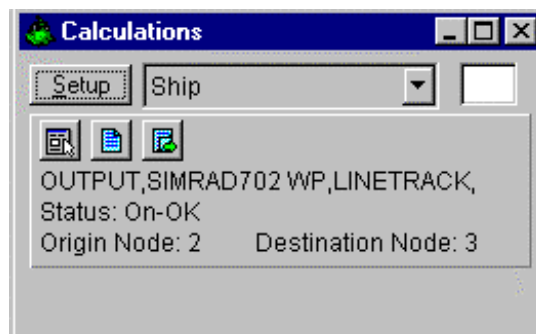 Calculations
Setup Ship
OUTPUT,SIMRAD702 WP,LINETRACK,
Status: On-OK
Origin Node: 2 Destination Node: 3